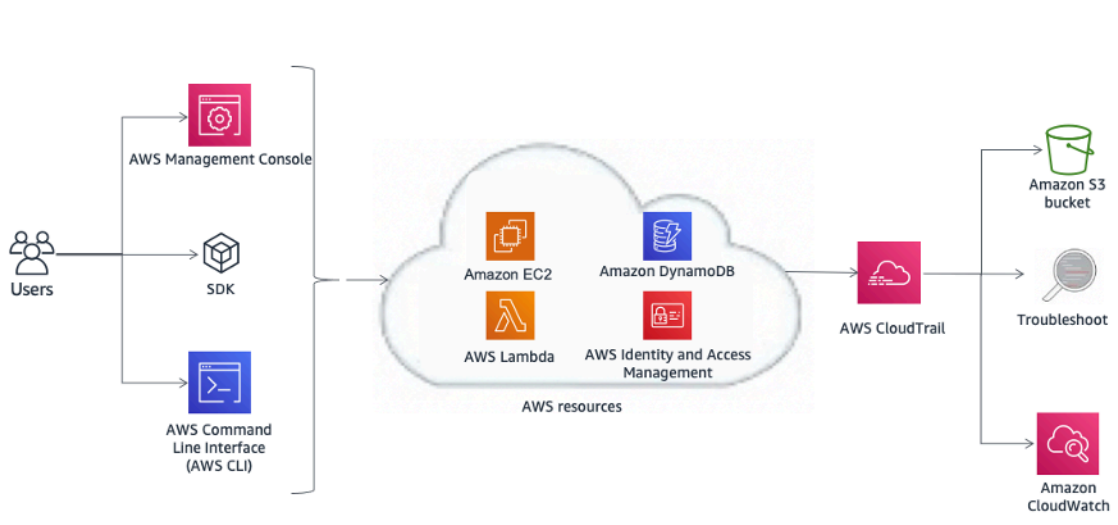 AWS Management Console
Users
SDK
AWS Command
Line Interface
(AWS CLI)
Amazon EC2
Amazon DynamoDB
AWS Lambda
AWS Identity and Access
Management
AWS resources
AWS CloudTrail
Amazon S3
bucket
Troubleshoot
Amazon
CloudWatch